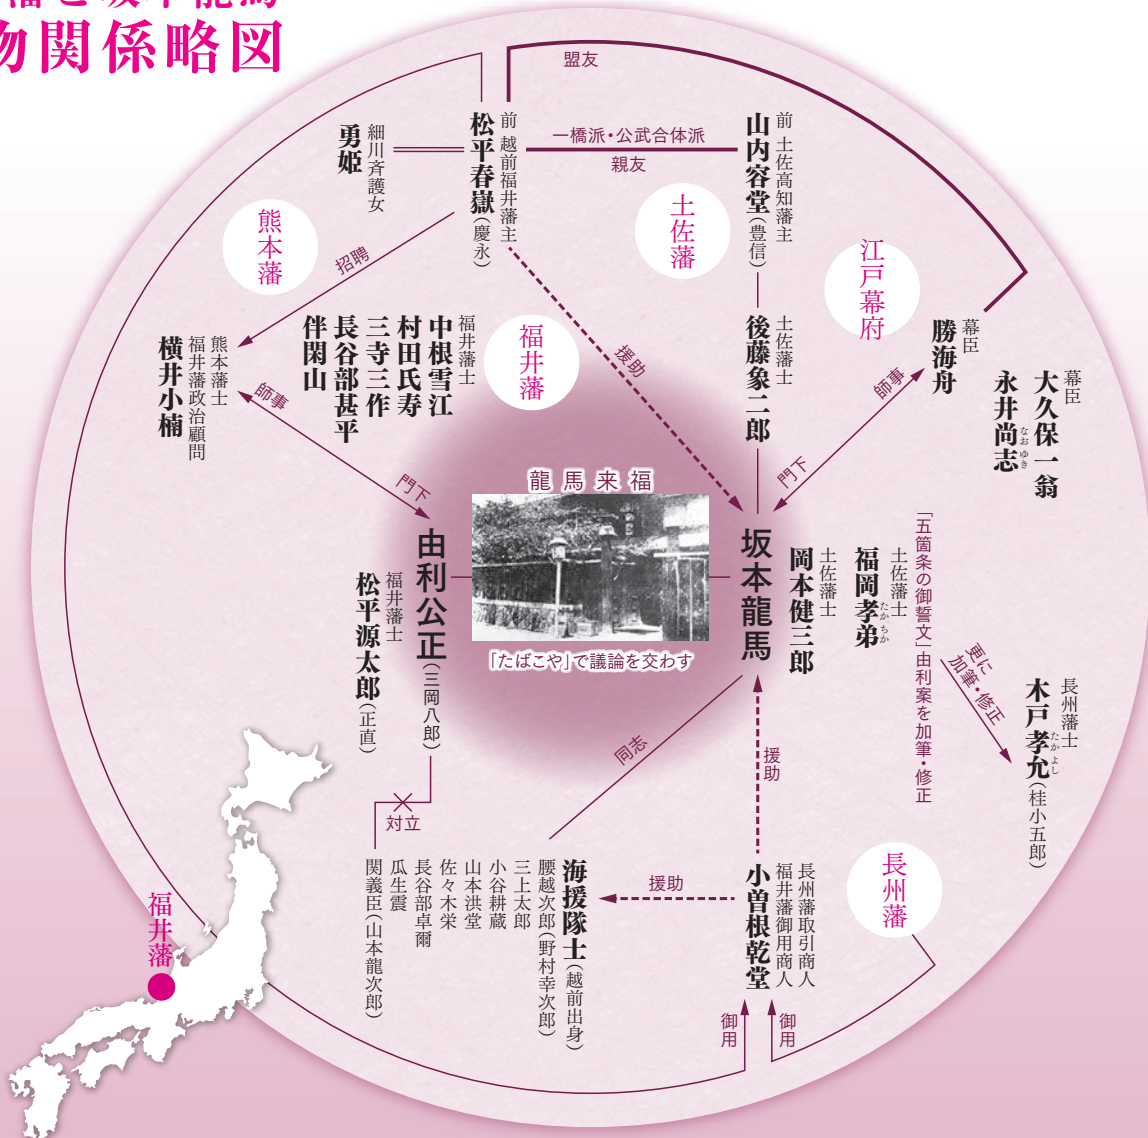 物関係略図
盟友
前 越前福井藩主
松平春嶽(慶永)
細川斉護女
勇姫
一橋派・公武合体派
親友
前 土佐高知藩主
山内容堂(豊信)
熊本藩
土佐藩
江戸幕府
福井藩
招聘
援助
熊本藩士
福井藩政治顧問
横井小楠
師事
門下
福井藩士
中根雪江
村田氏寿
三寺三作
長谷部甚平
伴閑山
土佐藩士
後藤象二郎
幕臣
勝海舟
師事
門下
幕臣
大久保一翁
永井尚志
なおゆき
龍馬来福
「たばこや」で議論を交わす
由利公正(三岡八郎)
福井藩士
松平源太郎(正直)
坂本龍馬
土佐藩士
岡本健三郎
土佐藩士
福岡孝弟
たかちか
「五箇条の御誓文」由利案を加筆・修正
更に
加筆・修正
長州藩士
木戸孝允(桂小五郎)
たかよし
対立
同志
援助
海援隊士(越前出身)
腰越次郎(野村幸次郎)
三上太郎
小谷耕蔵
山本洪堂
佐々木栄
長谷部卓爾
瓜生震
関義臣(山本龍次郎)
援助
長州藩取引商人
福井藩御用商人
小曽根乾堂
長州藩
御用
御用
福井藩